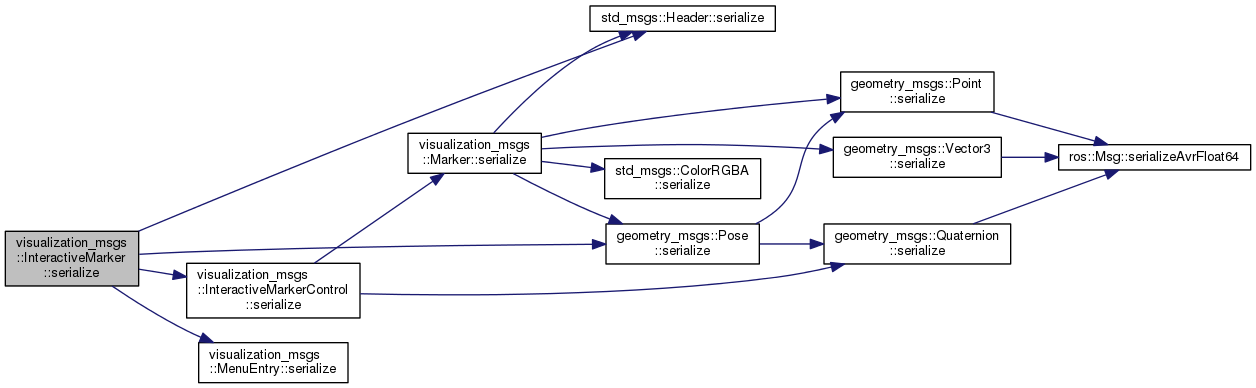 std_msgs::Header::serialize
geometry_msgs::Point
::serialize
visualization_msgs
::Marker::serialize
geometry_msgs::Vector3
::serialize
ros::Msg::serializeAvrFloat64
std_msgs::ColorRGBA
::serialize
visualization_msgs
::InteractiveMarker
::serialize
geometry_msgs::Pose
::serialize
geometry_msgs::Quaternion
::serialize
visualization_msgs
::InteractiveMarkerControl
::serialize
visualization_msgs
::MenuEntry::serialize